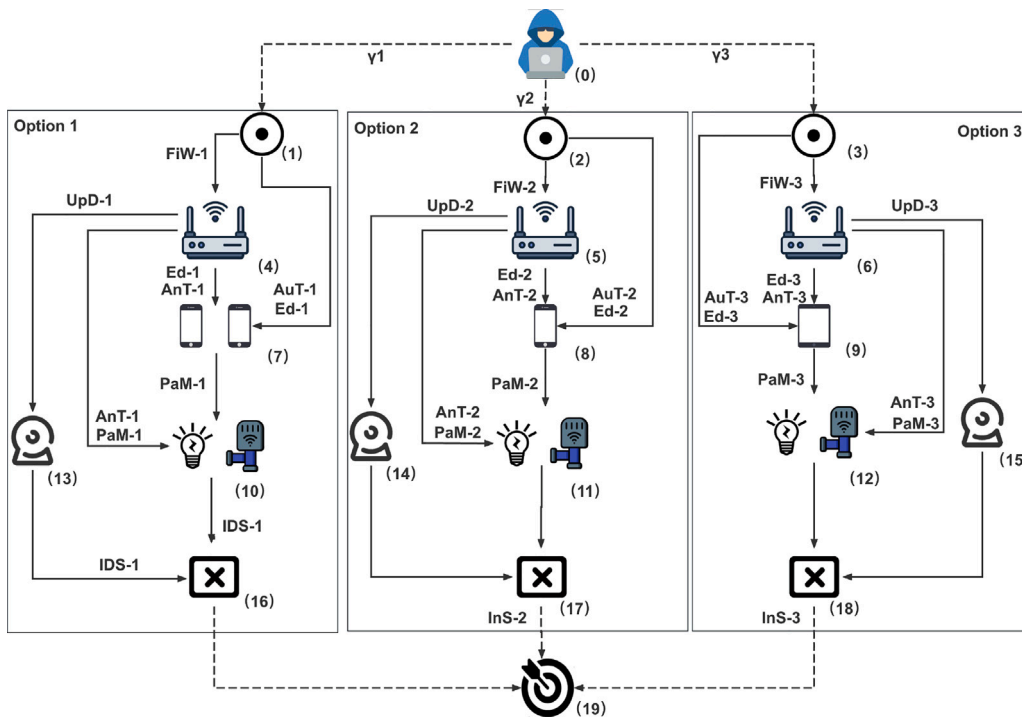 γ1
γ3
(0)
γ2
Option 1
(1)
FiW-1
UpD-1
(4)
Ed-1
AnT-1
AuT-1
Ed-1
(7)
PaM-1
AnT-1
PaM-1
(13)
(10)
IDS-1
IDS-1
(16)
Option 2
(2)
FiW-2
UpD-2
(5)
Ed-2
AnT-2
AuT-2
Ed-2
(8)
PaM-2
AnT-2
PaM-2
(14)
(11)
(17)
InS-2
Option 3
(3)
FiW-3
UpD-3
(6)
Ed-3
AnT-3
AuT-3
Ed-3
(9)
PaM-3
AnT-3
PaM-3
(12)
(15)
(18)
InS-3
(19)